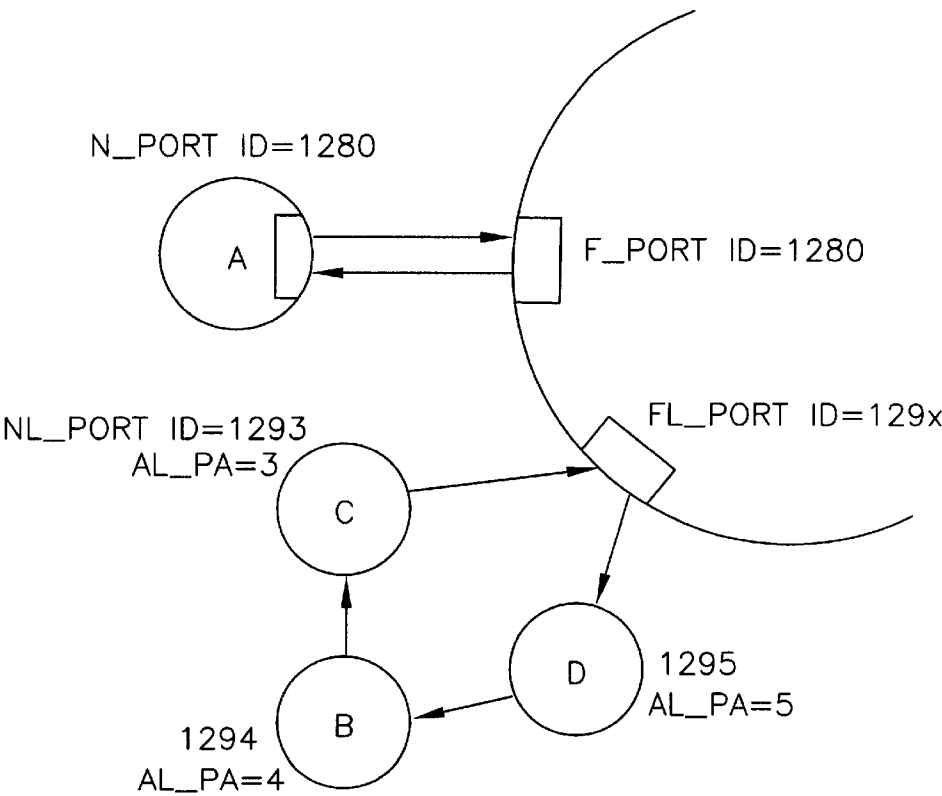 N_PORT ID=1280
A
F_PORT ID=1280
FL_PORT ID=129x
NL_PORT ID=1293
AL_PA=3
C
D
1295
AL_PA=5
B
1294
AL_PA=4